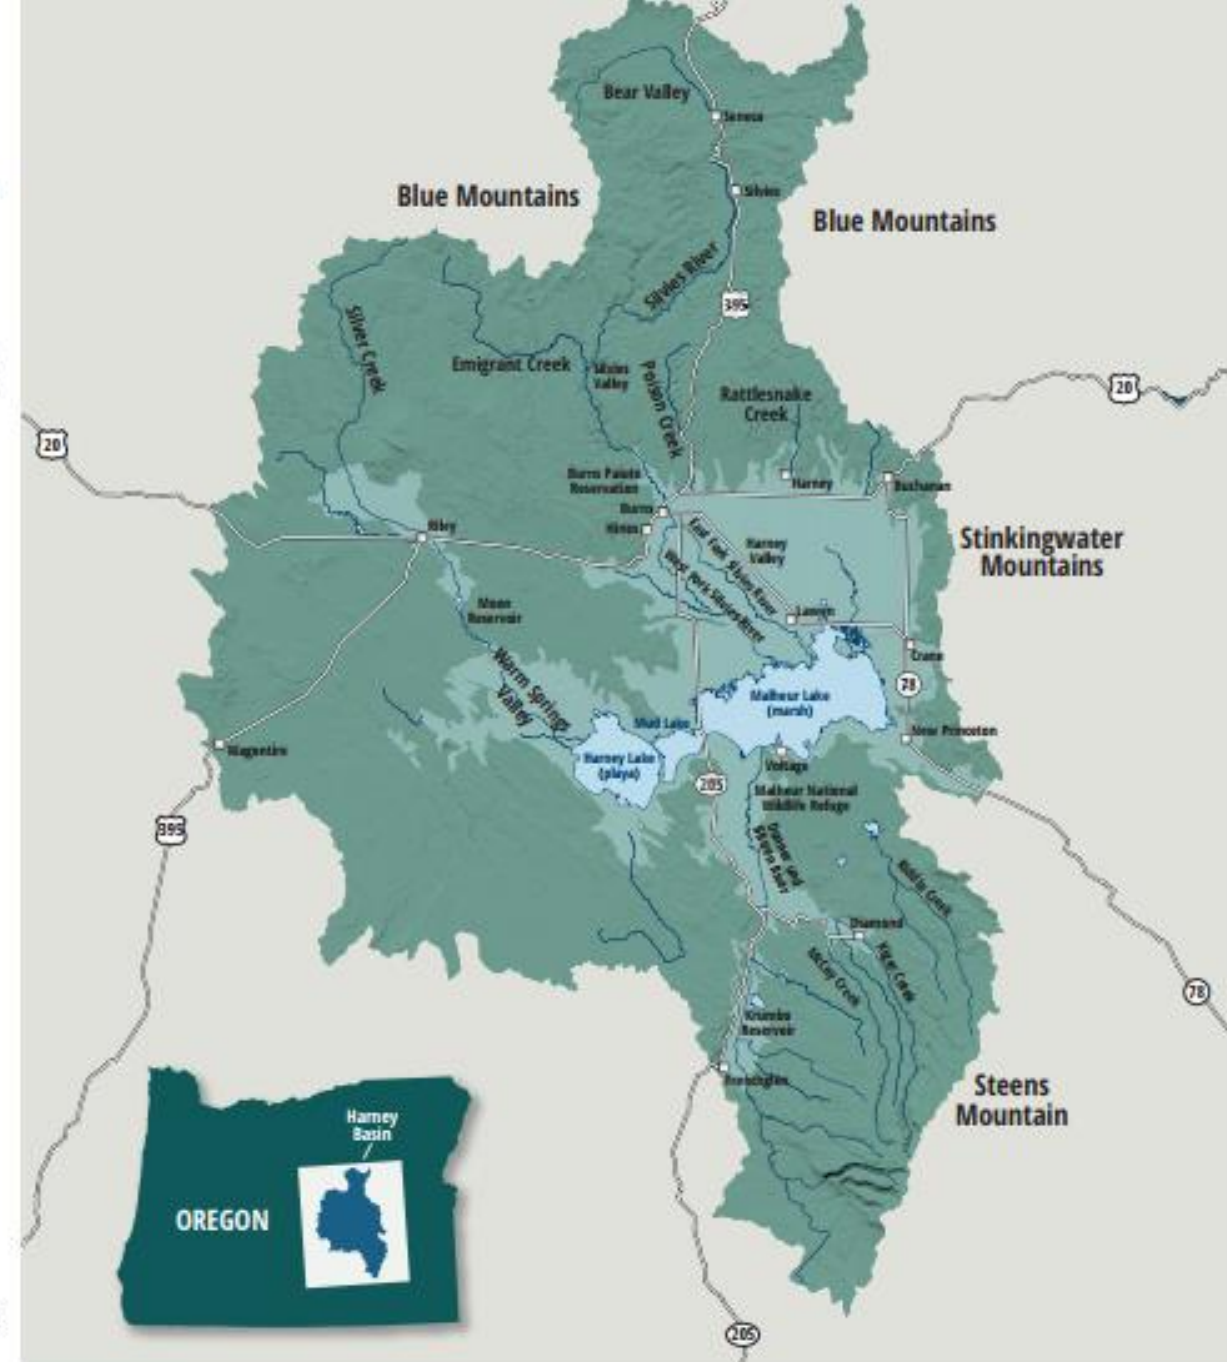 Bear Valley
Seneca
Blue Mountains
Silvies
Blue Mountains
Silvies River
395
Silver Creek
Emigrant Creek
Silvies
Valley
Poison Creek
Rattlesnake
Creek
20
20
Burns Paiute
Reservation
Harney
Buchanan
Burns
Hines
Riley
East Fork Silvies River
Harney
Valley
Stinkingwater
Mountains
West Fork Silvies River
Moon
Reservoir
Lawen
Crane
Warm Springs
Valley
78
Malheur Lake
(marsh)
Mud Lake
New Princeton
Wagontire
Harney Lake
(playa)
Voltage
205
Malheur National
Wildlife Refuge
395
Donner und
Blitzen River
Riddle Creek
Diamond
McCoy Creek
Kiger Creek
78
Krumbo
Reservoir
Frenchglen
Steens
Mountain
Harney
Basin
OREGON
205